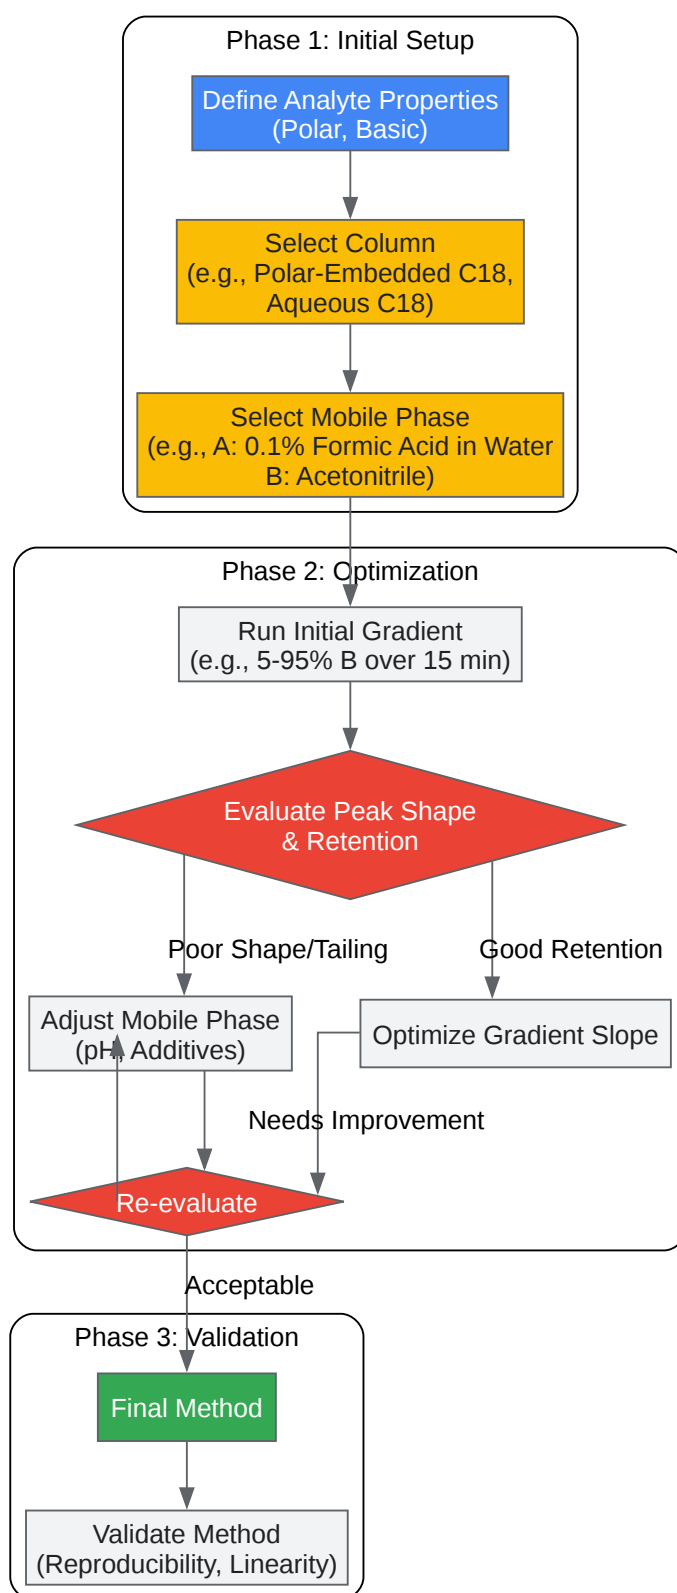 Phase 1: Initial Setup
Define Analyte Properties
(Polar, Basic)
Select Column
(e.g., Polar-Embedded C18,
Aqueous C18)
Select Mobile Phase
(e.g., A: 0.1% Formic Acid in Water
B: Acetonitrile)
Phase 2: Optimization
Run Initial Gradient
(e.g., 5-95% B over 15 min)
Evaluate Peak Shape
& Retention
Poor Shape/Tailing
Good Retention
Adjust Mobile Phase
(pH, Additives)
Optimize Gradient Slope
Needs Improvement
Re-evaluate
Acceptable
Phase 3: Validation
Final Method
Validate Method
(Reproducibility, Linearity)